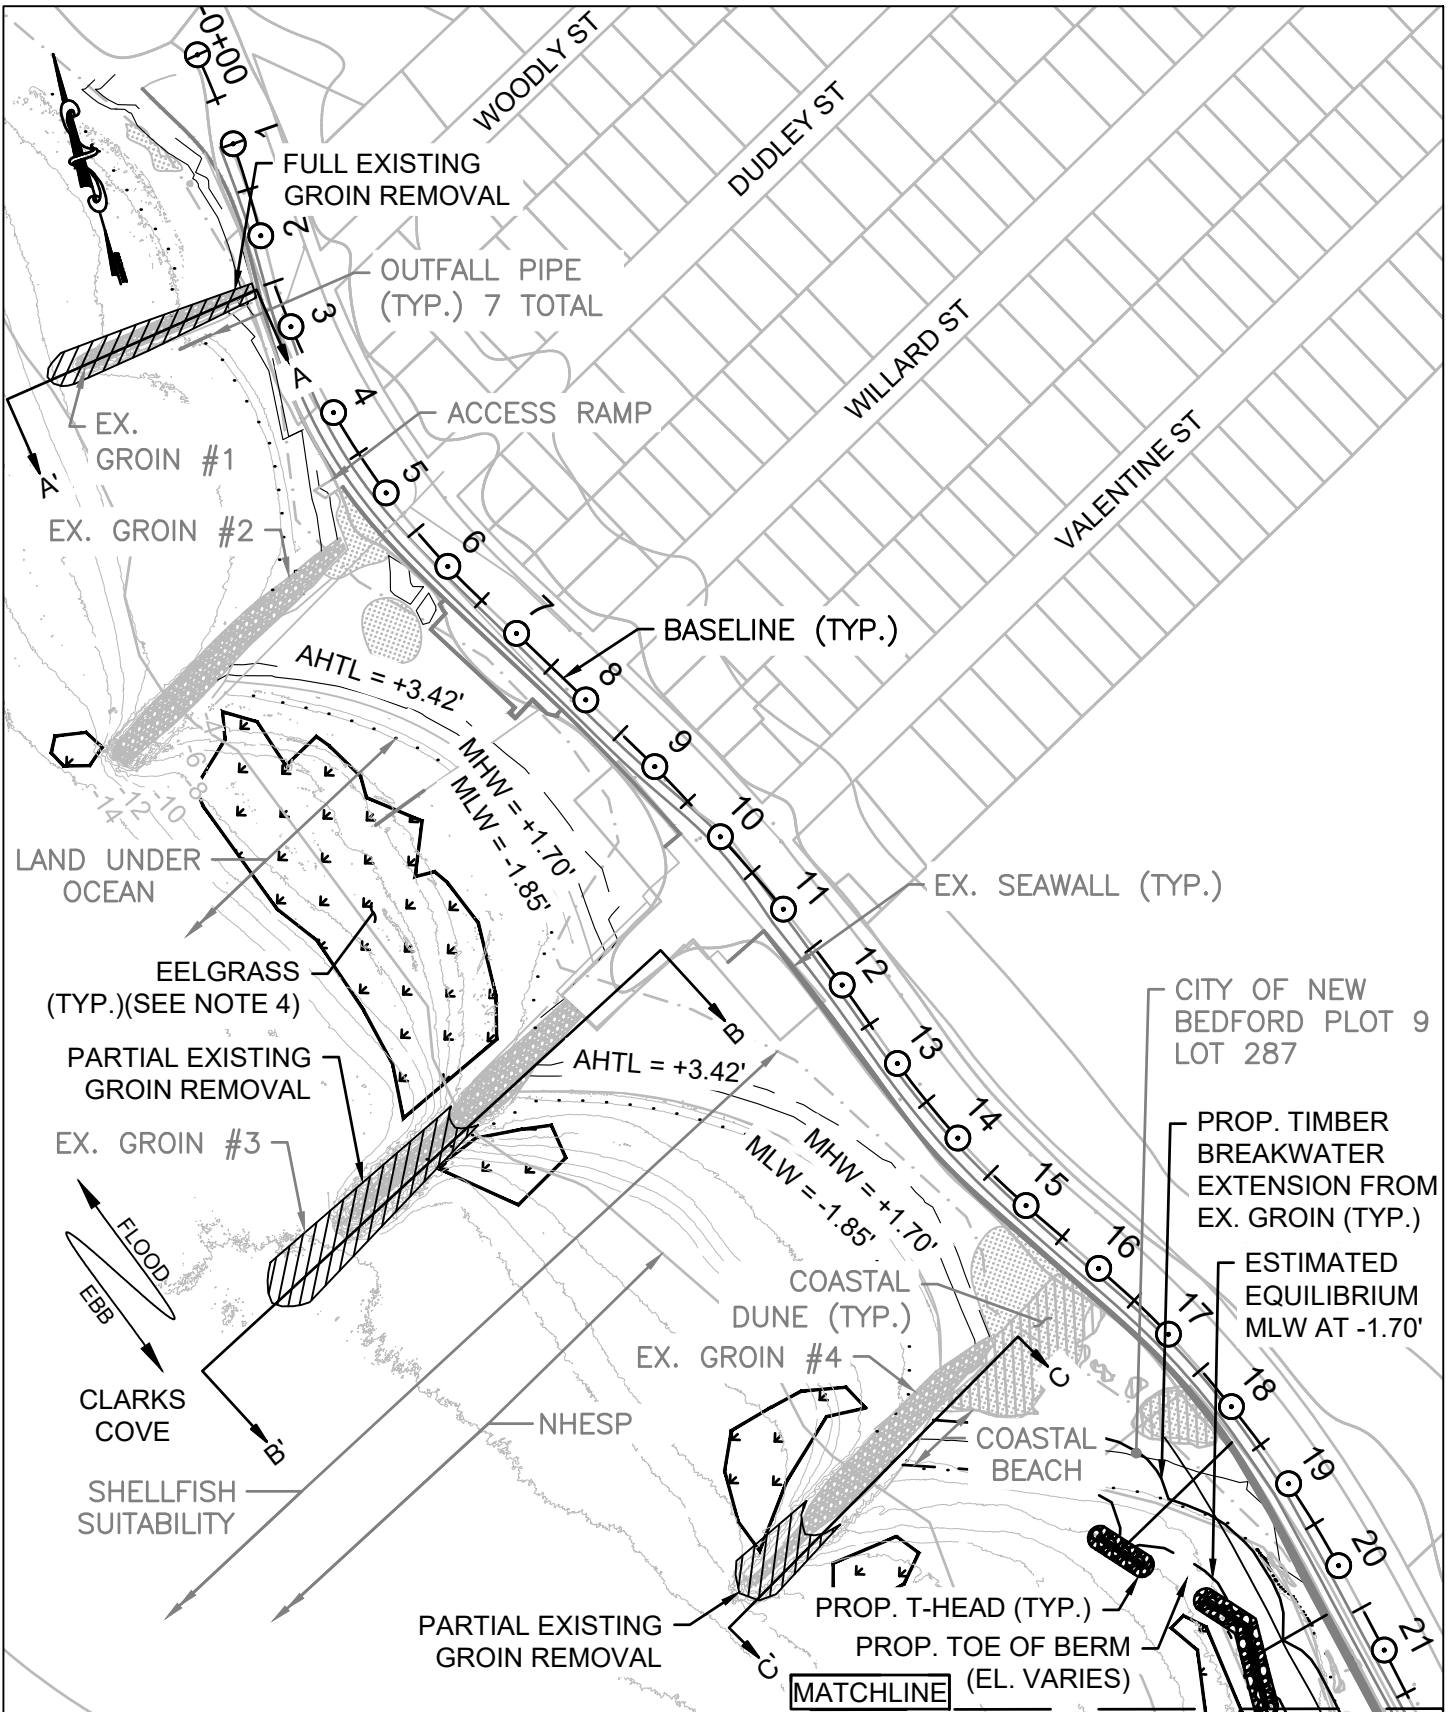 0+00
WOODLY ST
DUDLEY ST
WILLARD ST
VALENTINE ST
1
FULL EXISTING
GROIN REMOVAL
2
OUTFALL PIPE
(TYP.) 7 TOTAL
3
A
4
ACCESS RAMP
EX.
GROIN #1
A'
5
EX. GROIN #2
6
7
BASELINE (TYP.)
8
AHTL = +3.42'
MHW = +1.70'
MLW = -1.85'
9
-4
-6
-8
-10
-12
-14
10
LAND UNDER
OCEAN
11
EX. SEAWALL (TYP.)
12
EELGRASS
(TYP.)(SEE NOTE 4)
B
CITY OF NEW
BEDFORD PLOT 9
LOT 287
13
PARTIAL EXISTING
GROIN REMOVAL
AHTL = +3.42'
14
EX. GROIN #3
MHW = +1.70'
MLW = -1.85'
PROP. TIMBER
BREAKWATER
EXTENSION FROM
EX. GROIN (TYP.)
15
FLOOD
EBB
16
COASTAL
DUNE (TYP.)
ESTIMATED
EQUILIBRIUM
MLW AT -1.70'
17
EX. GROIN #4
C
18
CLARKS
COVE
B'
NHESP
COASTAL
BEACH
19
SHELLFISH
SUITABILITY
20
PROP. T-HEAD (TYP.)
PARTIAL EXISTING
GROIN REMOVAL
PROP. TOE OF BERM
(EL. VARIES)
21
C'
MATCHLINE